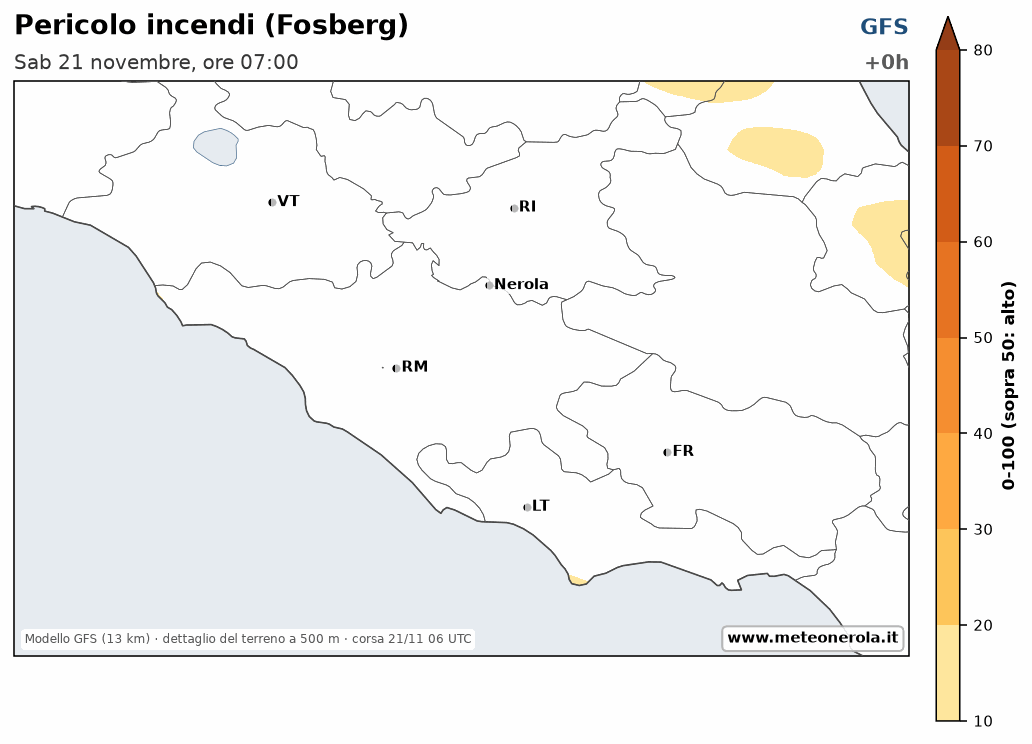 Pericolo incendi (Fosberg)
GFS
Sab 21 novembre, ore 07:00
+0h
VT
RI
Nerola
RM
FR
LT
Modello GFS (13 km) · dettaglio del terreno a 500 m · corsa 21/11 06 UTC
www.meteonerola.it
80
70
60
50
40
30
20
10
0-100 (sopra 50: alto)